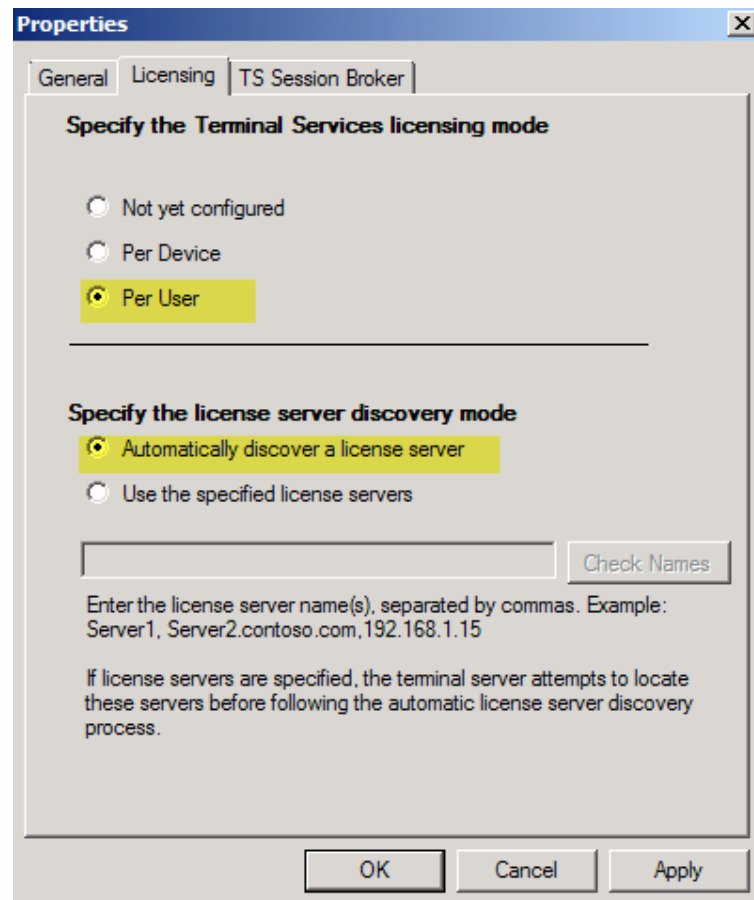 Properties
General Licensing TS Session Broker
Specify the Terminal Services licensing mode
Not yet configured
Per Device
Per User
Specify the license server discovery mode
Automatically discover a license server
Use the specified license servers
Check Names
Enter the license server name(s), separated by commas. Example:
Server1, Server2.contoso.com,192.168.1.15
If license servers are specified, the terminal server attempts to locate
these servers before following the automatic license server discovery
process.
OK Cancel Apply